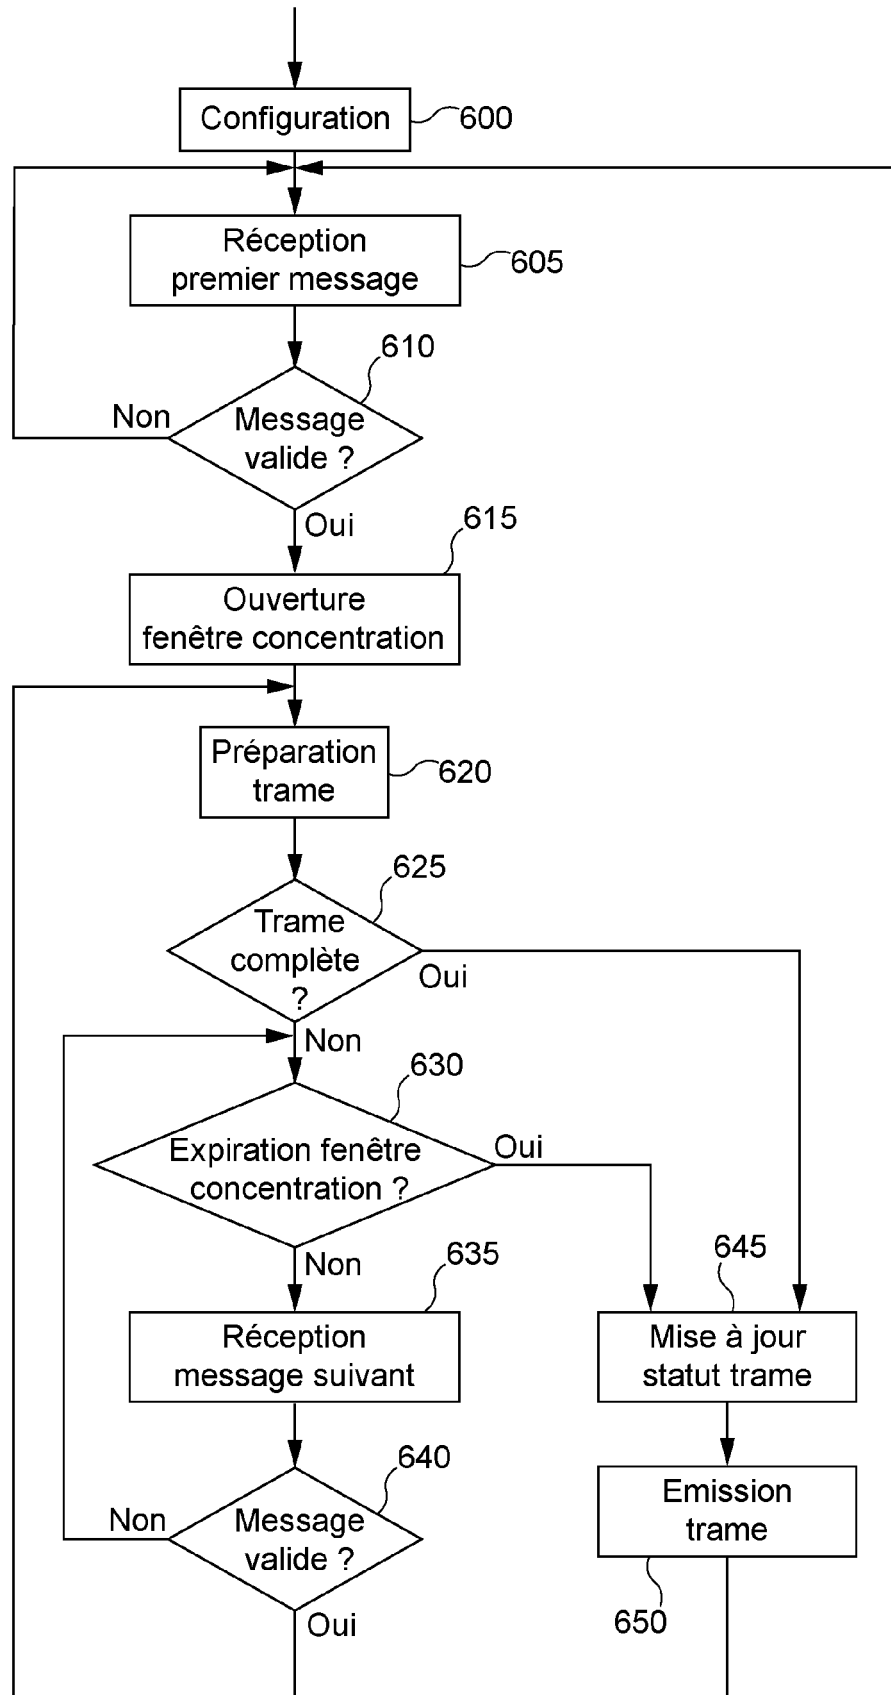 Configuration
600
Réception
premier message
605
610
Non
Message
valide ?
Oui
615
Ouverture
fenêtre concentration
Préparation
trame
620
625
Trame
complète
?
Oui
Non
630
Expiration fenêtre
concentration ?
Oui
Non
635
645
Réception
message suivant
Mise à jour
statut trame
640
Non
Message
valide ?
Oui
Emission
trame
650